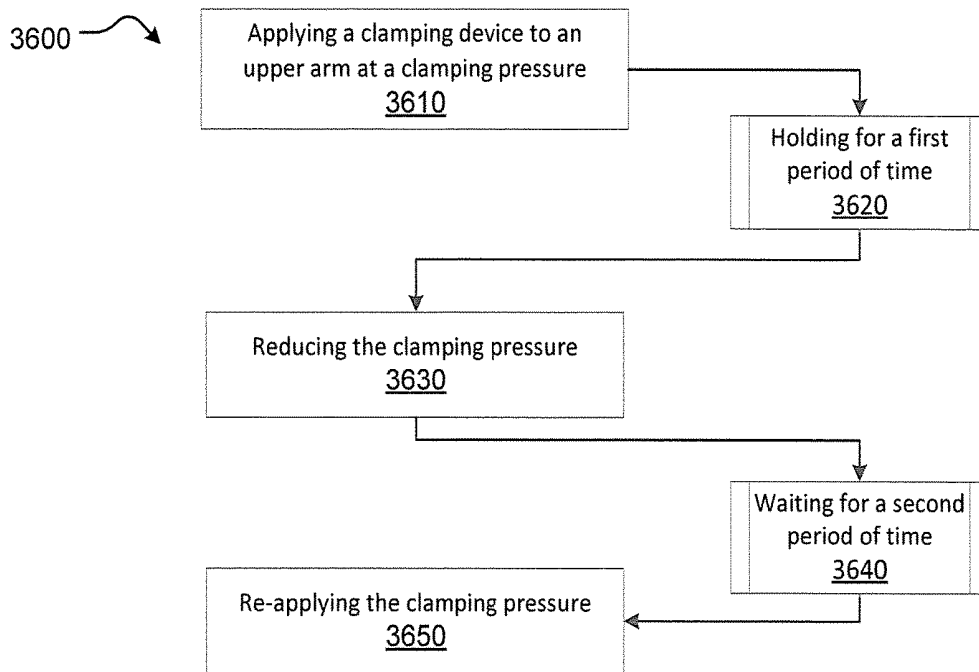 3600
Applying a clamping device to an
upper arm at a clamping pressure
3610
Holding for a first
period of time
3620
Reducing the clamping pressure
3630
Waiting for a second
period of time
3640
Re-applying the clamping pressure
3650